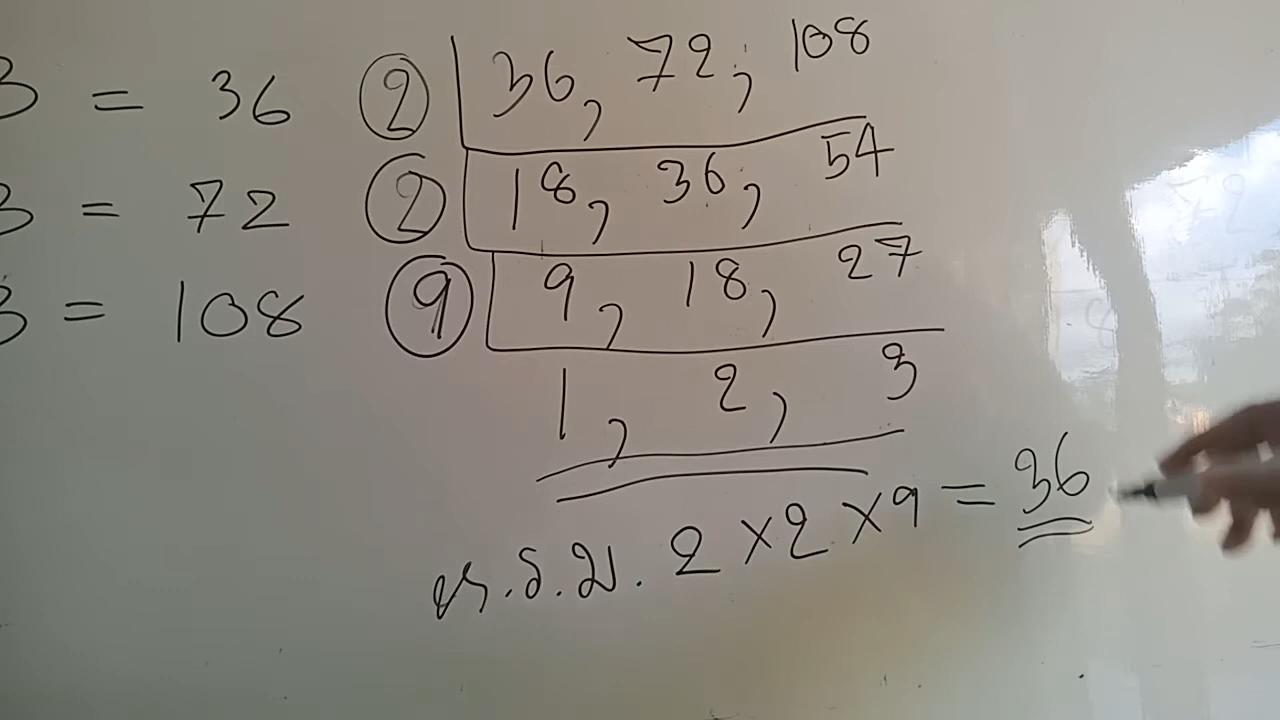 3 = 36
3 = 72
3 = 108
2 36, 72, 108
2 18, 36, 54
9 9, 18, 27
1, 2, 3
ห.ร.ม. 2 × 2 × 9 = 36